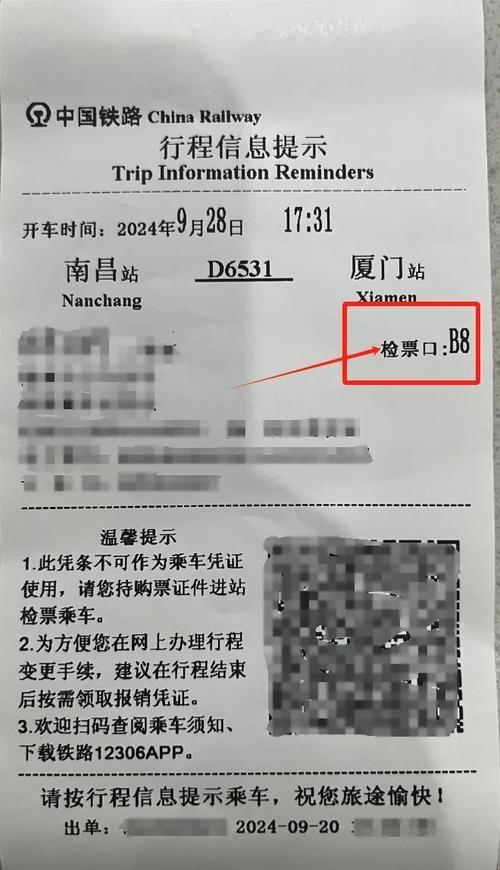 中国铁路 China Railway
行程信息提示
Trip Information Reminders
开车时间：2024年9月28日 17:31
南昌站 D6531 厦门站
Nanchang Xiamen
检票口:B8
温馨提示
1.此凭条不可作为乘车凭证
使用，请您持购票证件进站
检票乘车。
2.为方便您在网上办理行程
变更手续，建议在行程结束
后按需领取报销凭证。
3.欢迎扫码查阅乘车须知、
下载铁路12306APP。
请按行程信息提示乘车，祝您旅途愉快！
出单： 2024-09-20